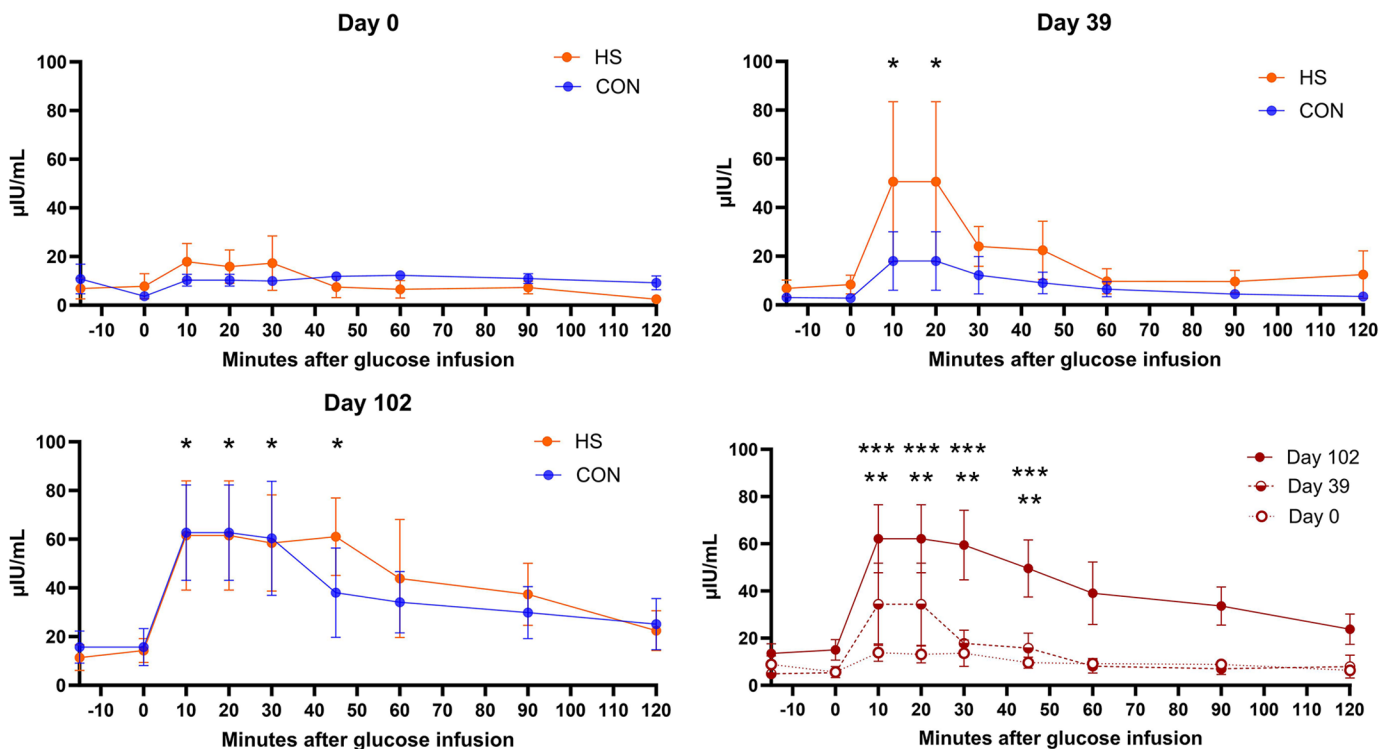 Day 0
HS
CON
100
80
60
40
20
0
µIU/mL
-10 0 10 20 30 40 50 60 70 80 90 100 110 120
Minutes after glucose infusion
Day 39
* *
HS
CON
100
80
60
40
20
0
µIU/L
-10 0 10 20 30 40 50 60 70 80 90 100 110 120
Minutes after glucose infusion
Day 102
* * * *
HS
CON
100
80
60
40
20
0
µIU/mL
-10 0 10 20 30 40 50 60 70 80 90 100 110 120
Minutes after glucose infusion
*** *** *** ***
** ** ** **
Day 102
Day 39
Day 0
100
80
60
40
20
0
µIU/mL
-10 0 10 20 30 40 50 60 70 80 90 100 110 120
Minutes after glucose infusion